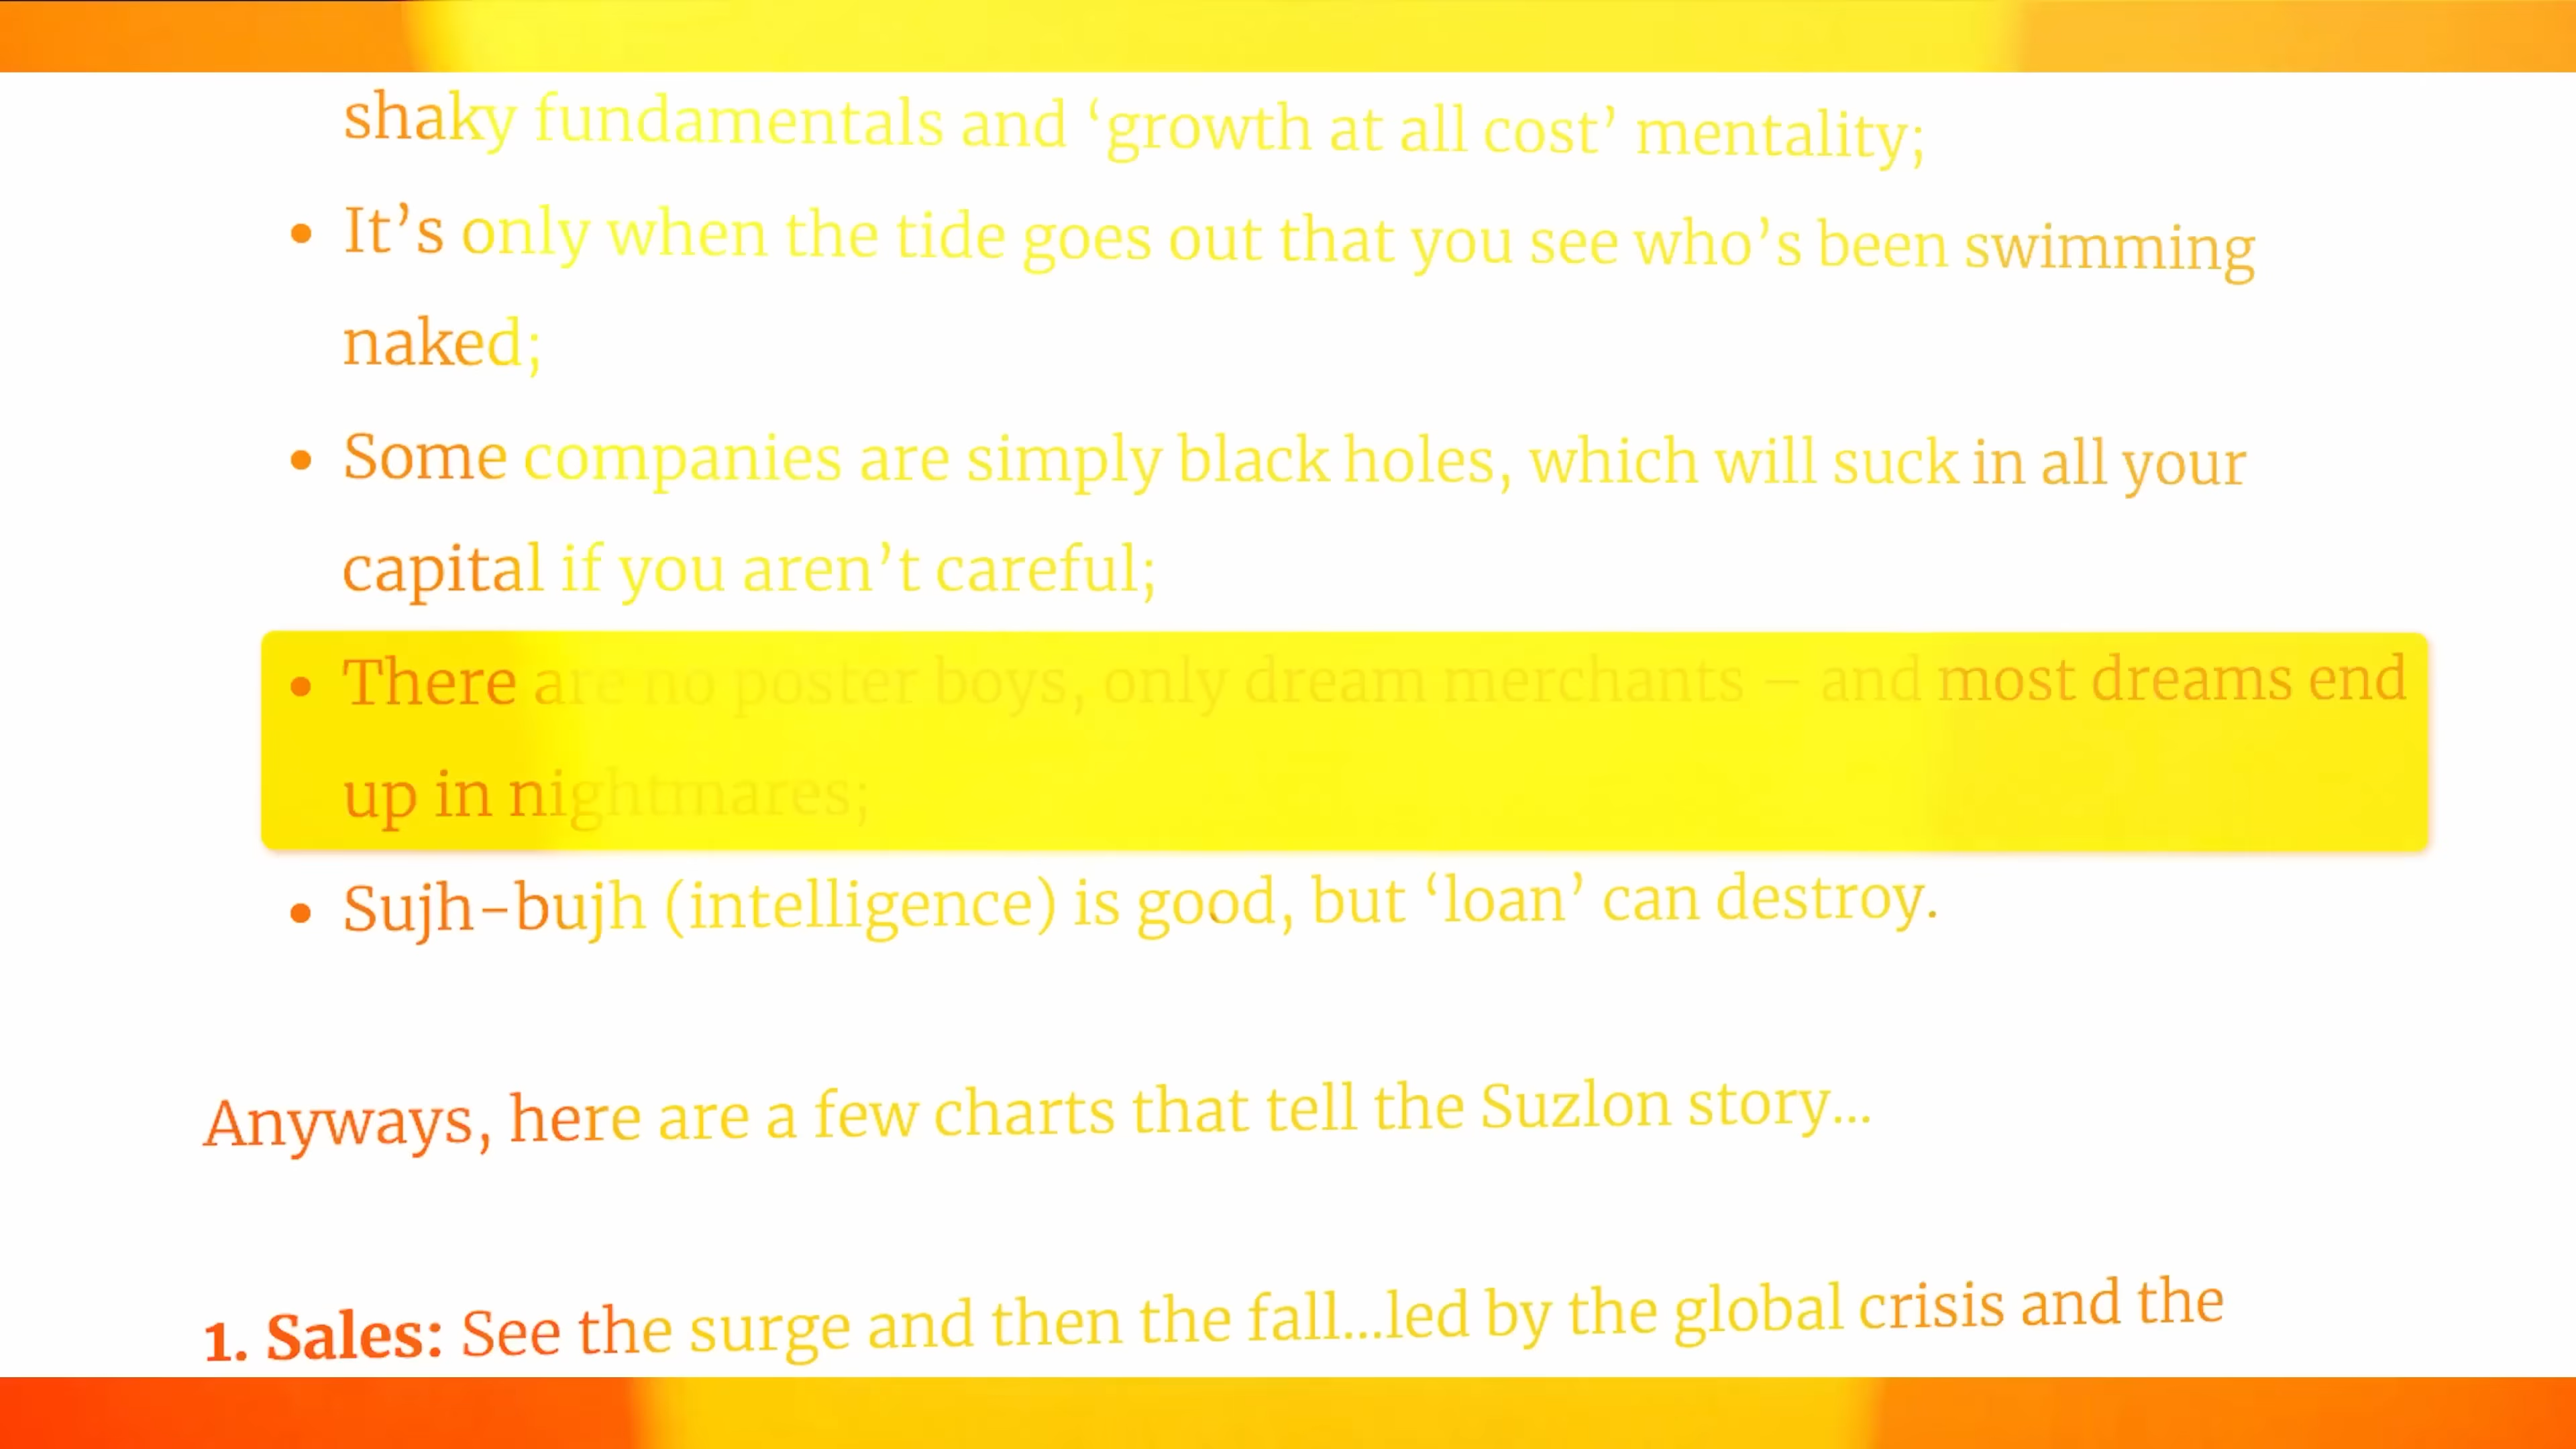 shaky fundamentals and ‘growth at all cost’ mentality;
• It’s only when the tide goes out that you see who’s been swimming
naked;
• Some companies are simply black holes, which will suck in all your
capital if you aren’t careful;
• There are no poster boys, only dream merchants – and most dreams end
up in nightmares;
• Sujh-bujh (intelligence) is good, but ‘loan’ can destroy.
Anyways, here are a few charts that tell the Suzlon story...
1. Sales: See the surge and then the fall...led by the global crisis and the